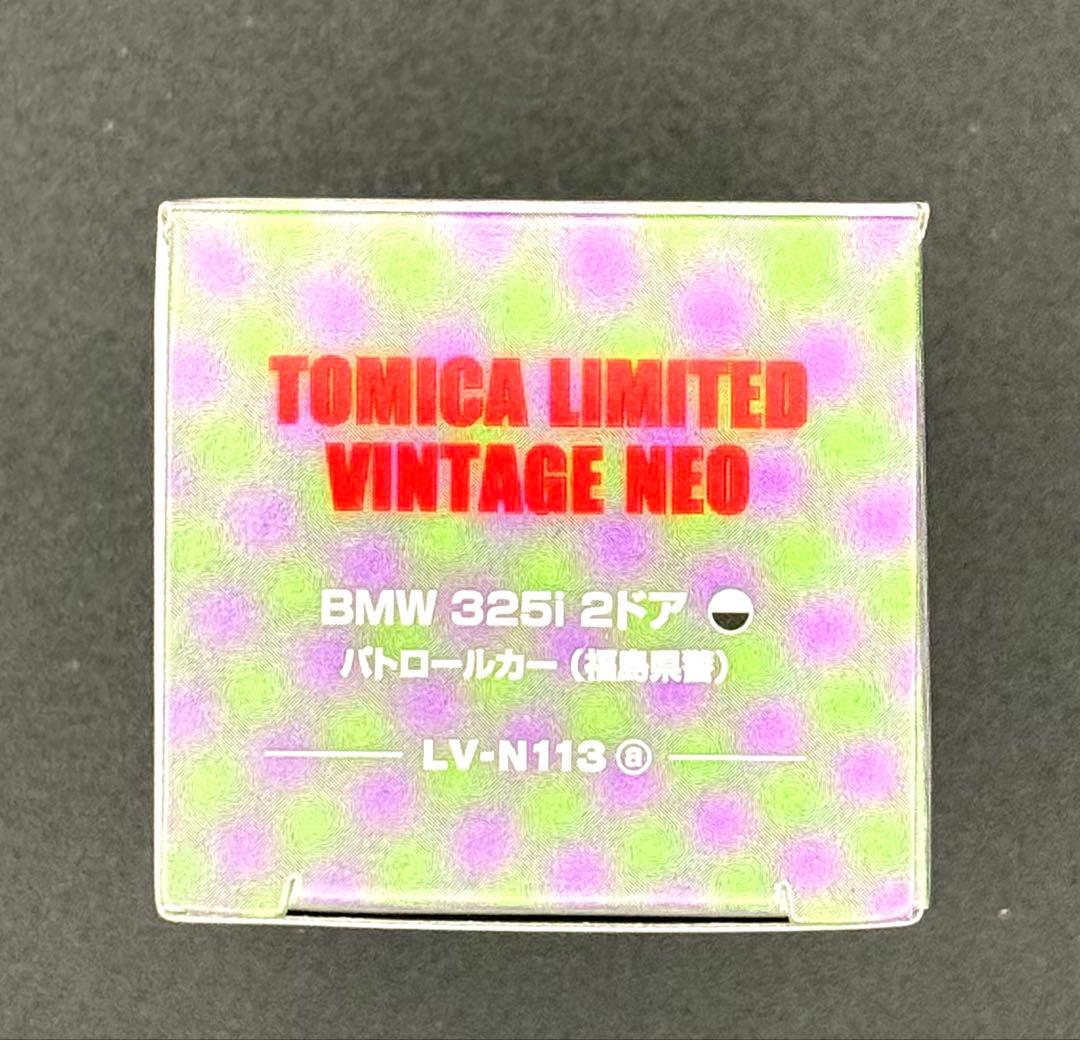 TOMICA LIMITED
VINTAGE NEO
BMW 325i 2ドア
パトロールカー (福島県警)
LV-N113 ⓐ